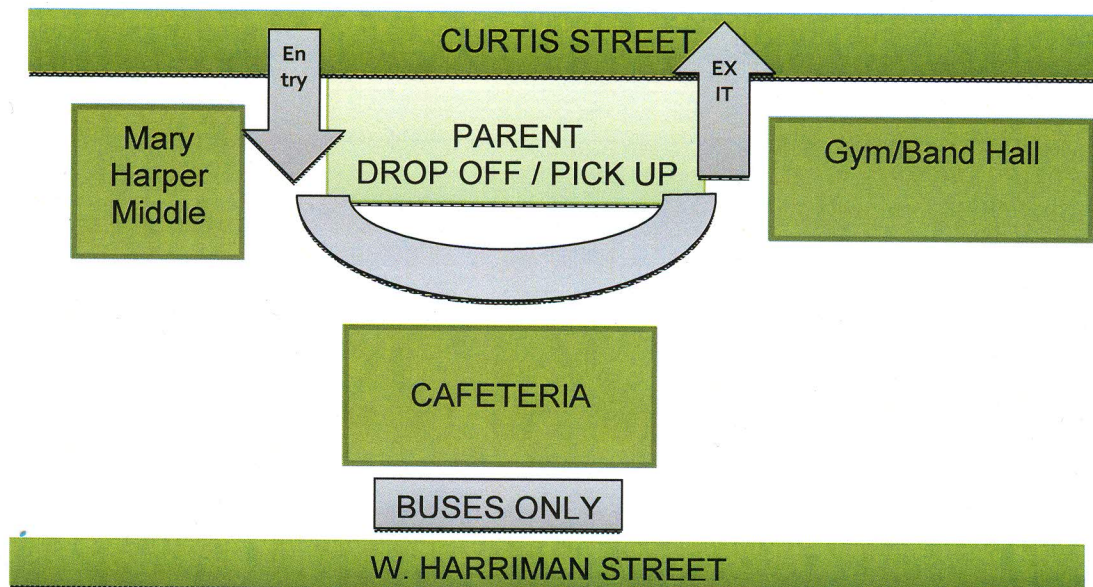 CURTIS STREET
En
try
EX
IT
Mary
Harper
Middle
PARENT
DROP OFF / PICK UP
Gym/Band Hall
CAFETERIA
BUSES ONLY
W. HARRIMAN STREET